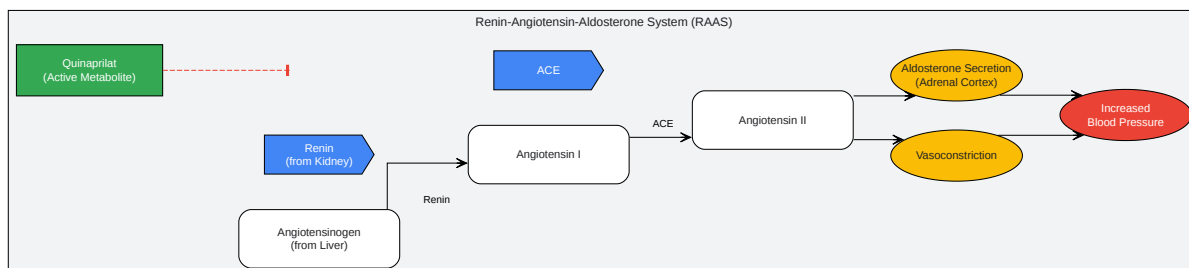 Renin-Angiotensin-Aldosterone System (RAAS)
Quinaprilat
(Active Metabolite)
ACE
Aldosterone Secretion
(Adrenal Cortex)
Increased
Blood Pressure
Renin
(from Kidney)
Angiotensin I
ACE
Angiotensin II
Vasoconstriction
Renin
Angiotensinogen
(from Liver)